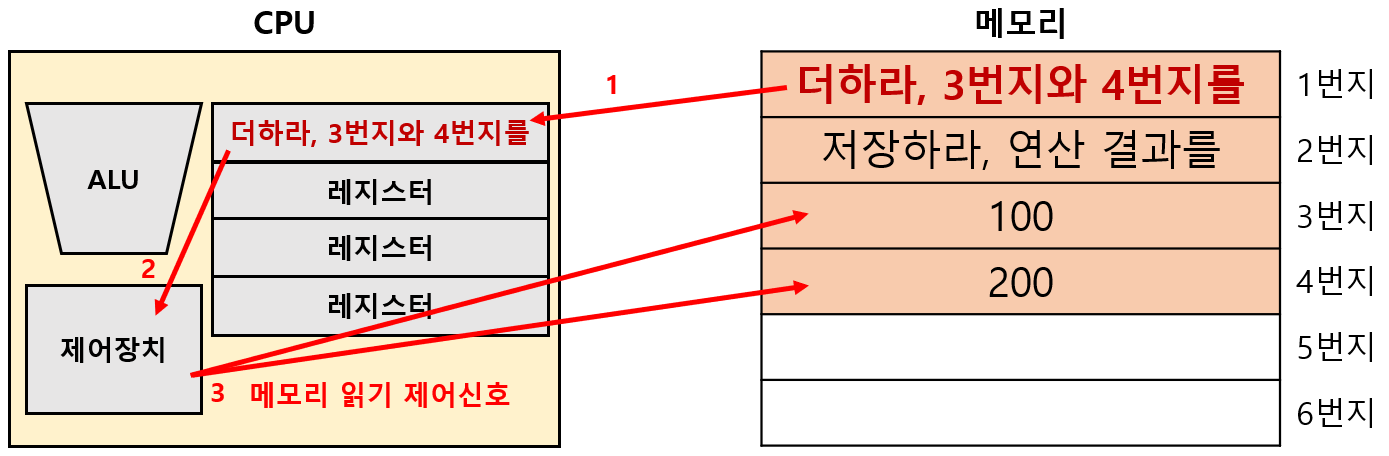 CPU
메모리
1
더하라, 3번지와 4번지를
1번지
더하라, 3번지와 4번지를
저장하라, 연산 결과를
2번지
ALU
레지스터
100
3번지
레지스터
2
200
4번지
레지스터
제어장치
5번지
3 메모리 읽기 제어신호
6번지